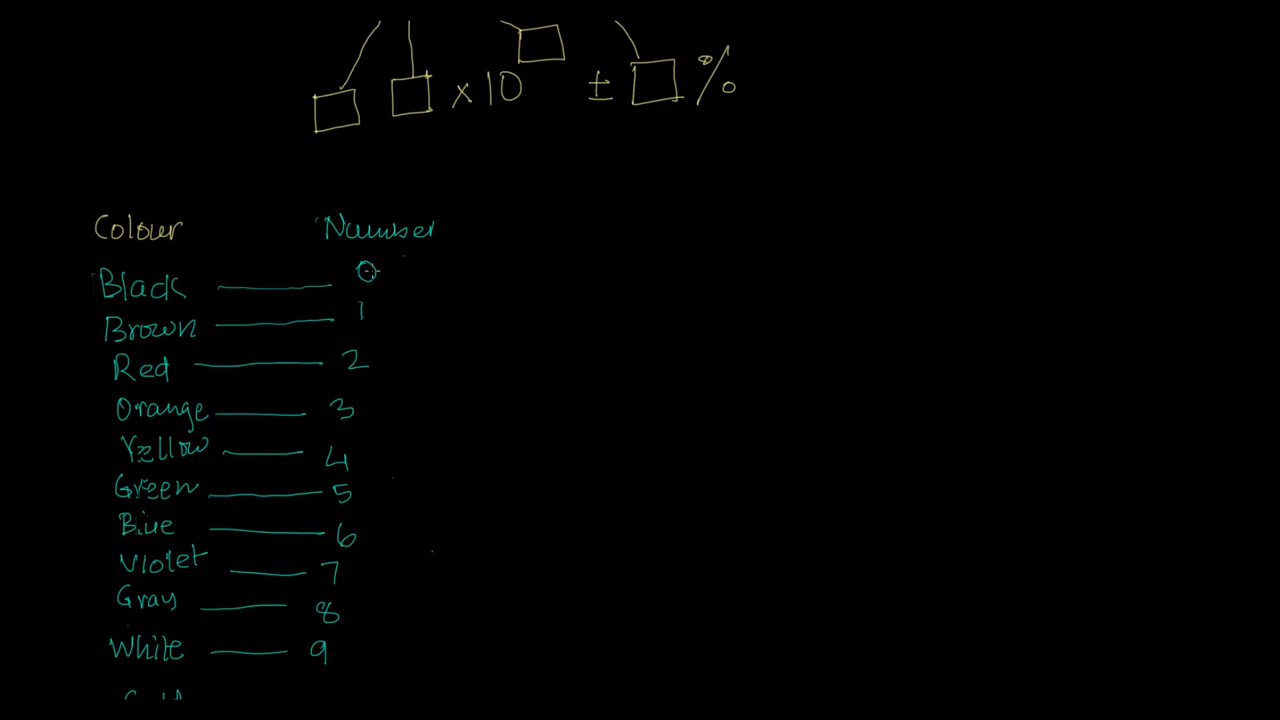 x10 ± %
Colour Number
Black 0
Brown 1
Red 2
Orange 3
Yellow 4
Green 5
Blue 6
Violet 7
Gray 8
White 9